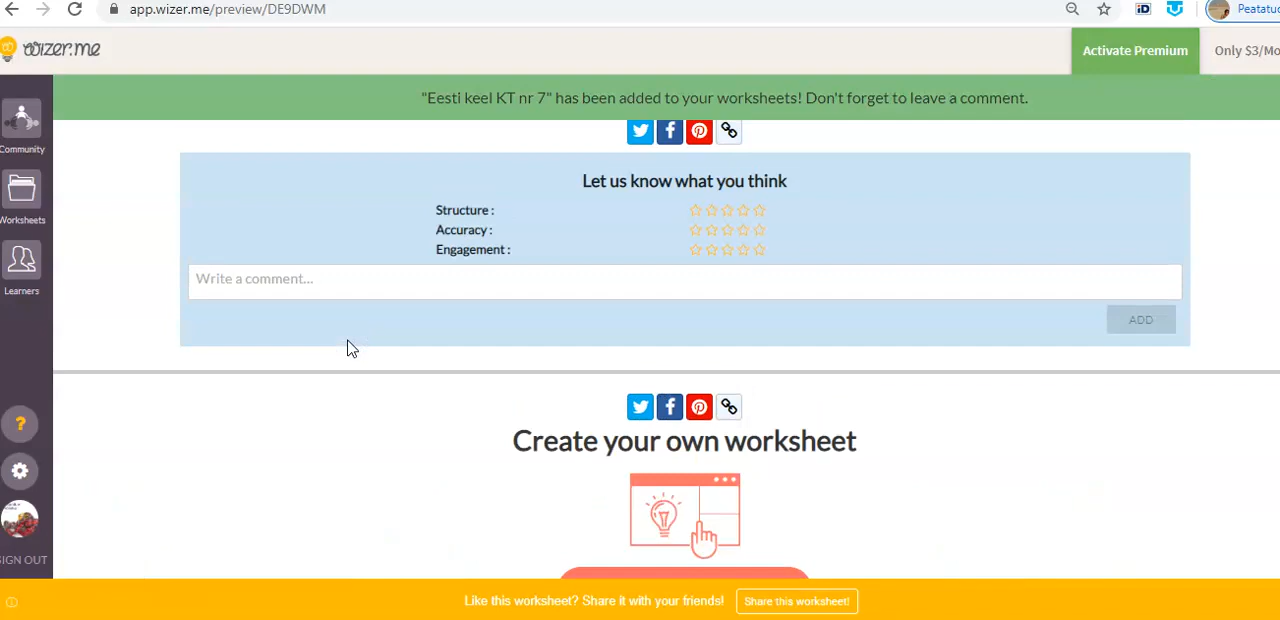 app.wizer.me/preview/DE9DWM
iD
Peatatud
wizer.me
Activate Premium
Only $3/Mo
"Eesti keel KT nr 7" has been added to your worksheets! Don't forget to leave a comment.
Community
Worksheets
Learners
?
SIGN OUT
Let us know what you think
Structure :
Accuracy :
Engagement :
Write a comment...
ADD
Create your own worksheet
Like this worksheet? Share it with your friends!
Share this worksheet!